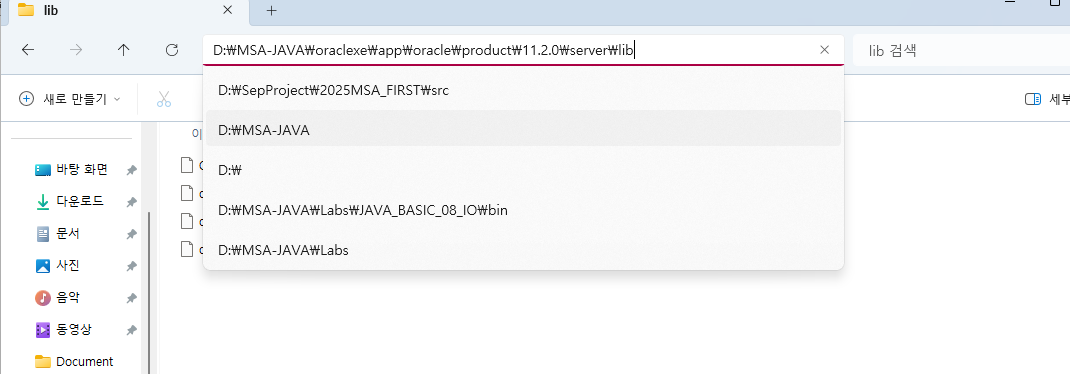 lib
D:₩MSA-JAVA₩oraclexe₩app₩oracle₩product₩11.2.0₩server₩lib
lib 검색
새로 만들기
세부
D:₩SepProject₩2025MSA_FIRST₩src
D:₩MSA-JAVA
D:₩
D:₩MSA-JAVA₩Labs₩JAVA_BASIC_08_IO₩bin
D:₩MSA-JAVA₩Labs
바탕 화면
다운로드
문서
사진
음악
동영상
Document